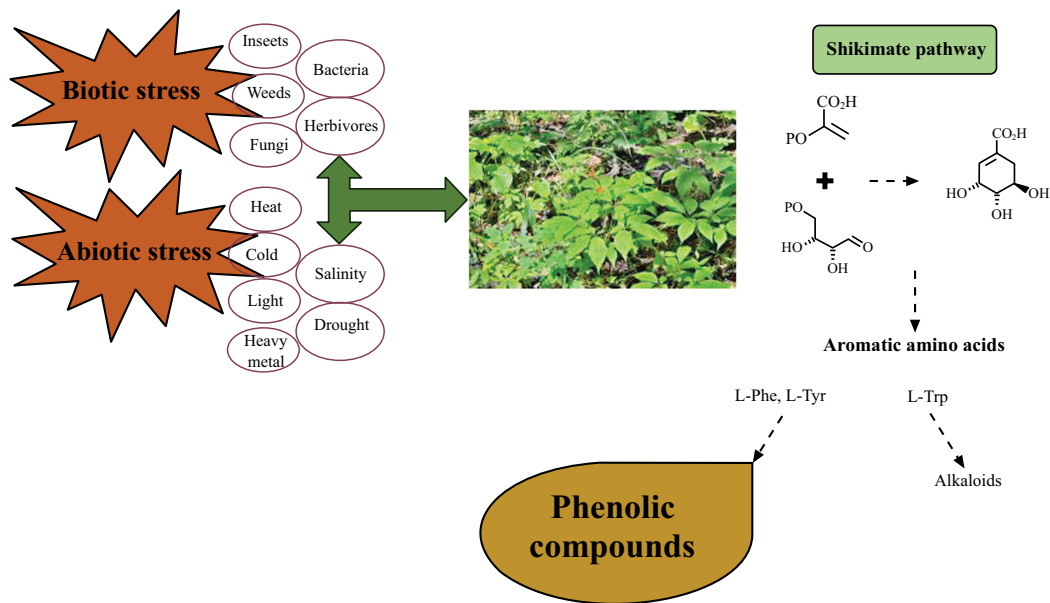 Biotic stress
Inseets
Weeds
Fungi
Bacteria
Herbivores
Abiotic stress
Heat
Cold
Light
Heavy
metal
Salinity
Drought
Shikimate pathway
CO₂H
PO
+
PO
HO
OH
O
CO₂H
HO
OH
OH
Aromatic amino acids
L-Phe, L-Tyr
L-Trp
Alkaloids
Phenolic
compounds